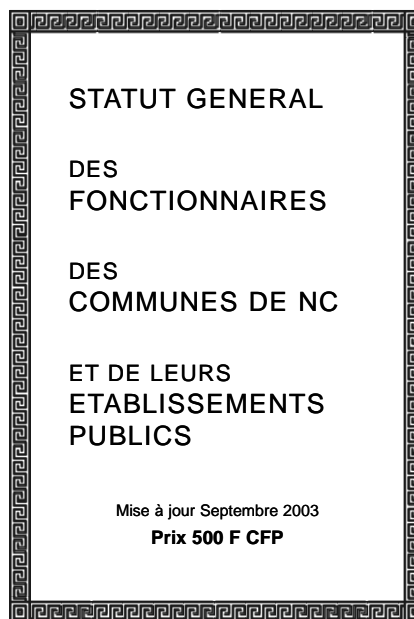 STATUT GENERAL
DES
FONCTIONNAIRES
DES
COMMUNES DE NC
ET DE LEURS
ETABLISSEMENTS
PUBLICS
Mise à jour Septembre 2003
Prix 500 F CFP